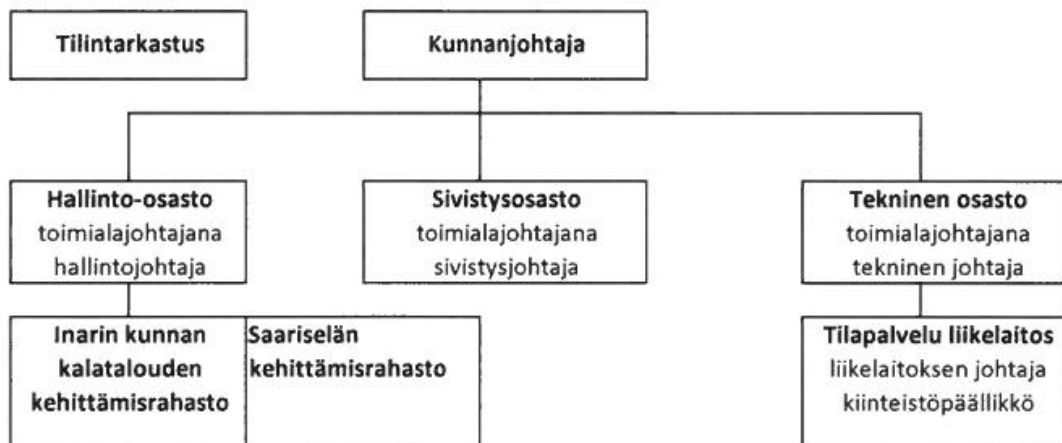 Tilintarkastus
Kunnanjohtaja
Hallinto-osasto
toimialajohtajana
hallintojohtaja
Sivistysosasto
toimialajohtajana
sivistysjohtaja
Tekninen osasto
toimialajohtajana
tekninen johtaja
Inarin kunnan
kalatalouden
kehittämisrahasto
Saariselän
kehittämisrahasto
Tilapalvelu liikelaitos
liikelaitoksen johtaja
kiinteistöpäällikkö